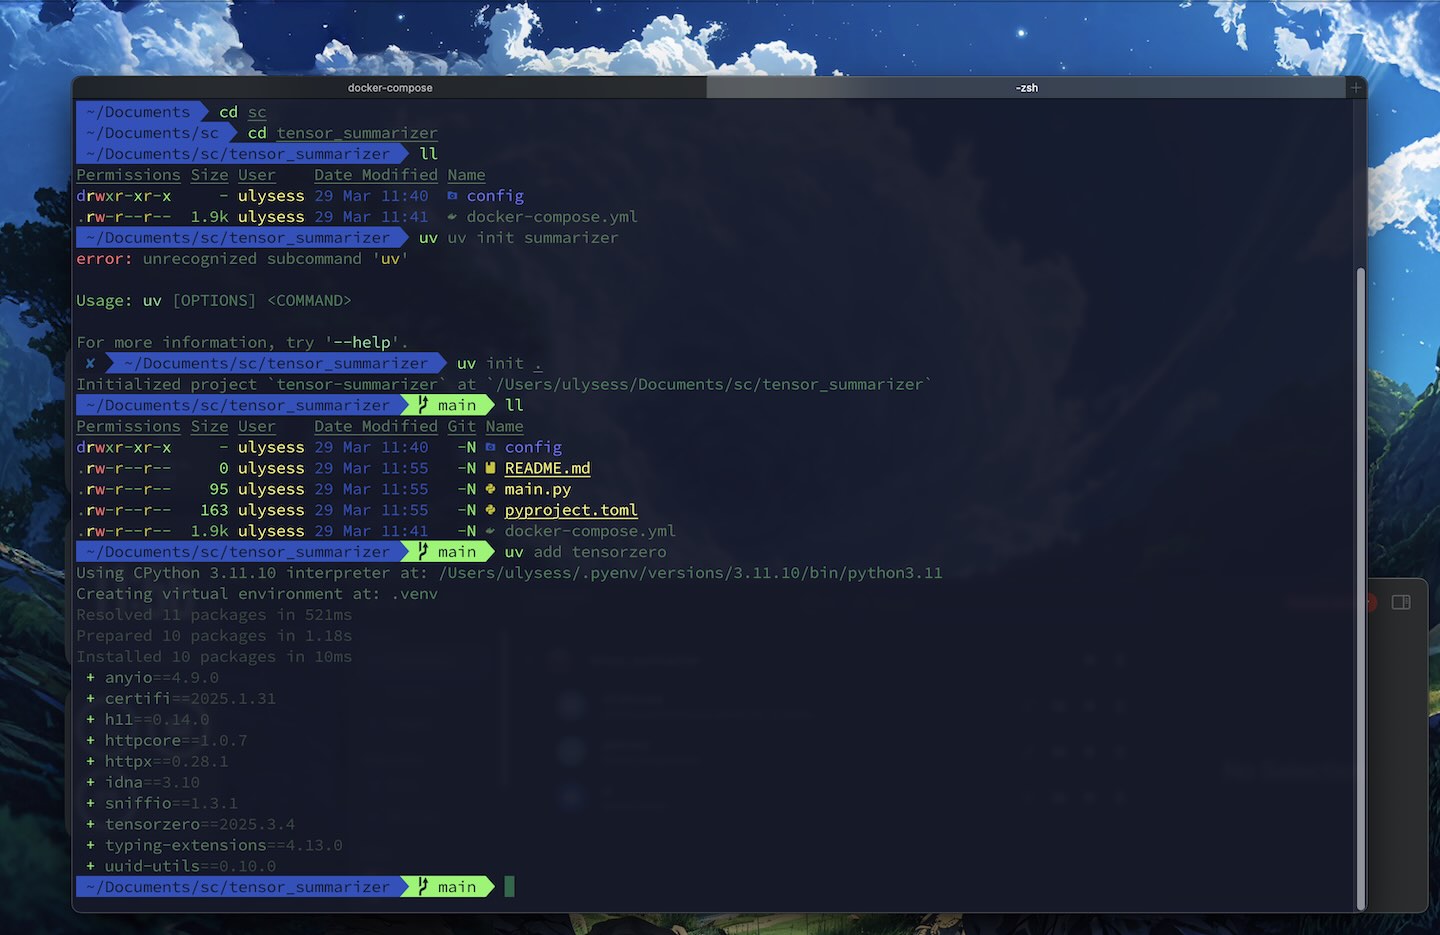 docker-compose
-zsh
~/Documents cd sc
~/Documents/sc cd tensor_summarizer
~/Documents/sc/tensor_summarizer ll
Permissions Size User Date Modified Name
drwxr-xr-x - ulysess 29 Mar 11:40 config
.rw-r--r-- 1.9k ulysess 29 Mar 11:41 docker-compose.yml
~/Documents/sc/tensor_summarizer uv uv init summarizer
error: unrecognized subcommand 'uv'
Usage: uv [OPTIONS] <COMMAND>
For more information, try '--help'.
✘ ~/Documents/sc/tensor_summarizer uv init .
Initialized project `tensor-summarizer` at `/Users/ulysess/Documents/sc/tensor_summarizer`
~/Documents/sc/tensor_summarizer main ll
Permissions Size User Date Modified Git Name
drwxr-xr-x - ulysess 29 Mar 11:40 -N config
.rw-r--r-- 0 ulysess 29 Mar 11:55 -N README.md
.rw-r--r-- 95 ulysess 29 Mar 11:55 -N main.py
.rw-r--r-- 163 ulysess 29 Mar 11:55 -N pyproject.toml
.rw-r--r-- 1.9k ulysess 29 Mar 11:41 -N docker-compose.yml
~/Documents/sc/tensor_summarizer main uv add tensorzero
Using CPython 3.11.10 interpreter at: /Users/ulysess/.pyenv/versions/3.11.10/bin/python3.11
Creating virtual environment at: .venv
Resolved 11 packages in 521ms
Prepared 10 packages in 1.18s
Installed 10 packages in 10ms
+ anyio==4.9.0
+ certifi==2025.1.31
+ h11==0.14.0
+ httpcore==1.0.7
+ httpx==0.28.1
+ idna==3.10
+ sniffio==1.3.1
+ tensorzero==2025.3.4
+ typing-extensions==4.13.0
+ uuid-utils==0.10.0
~/Documents/sc/tensor_summarizer main